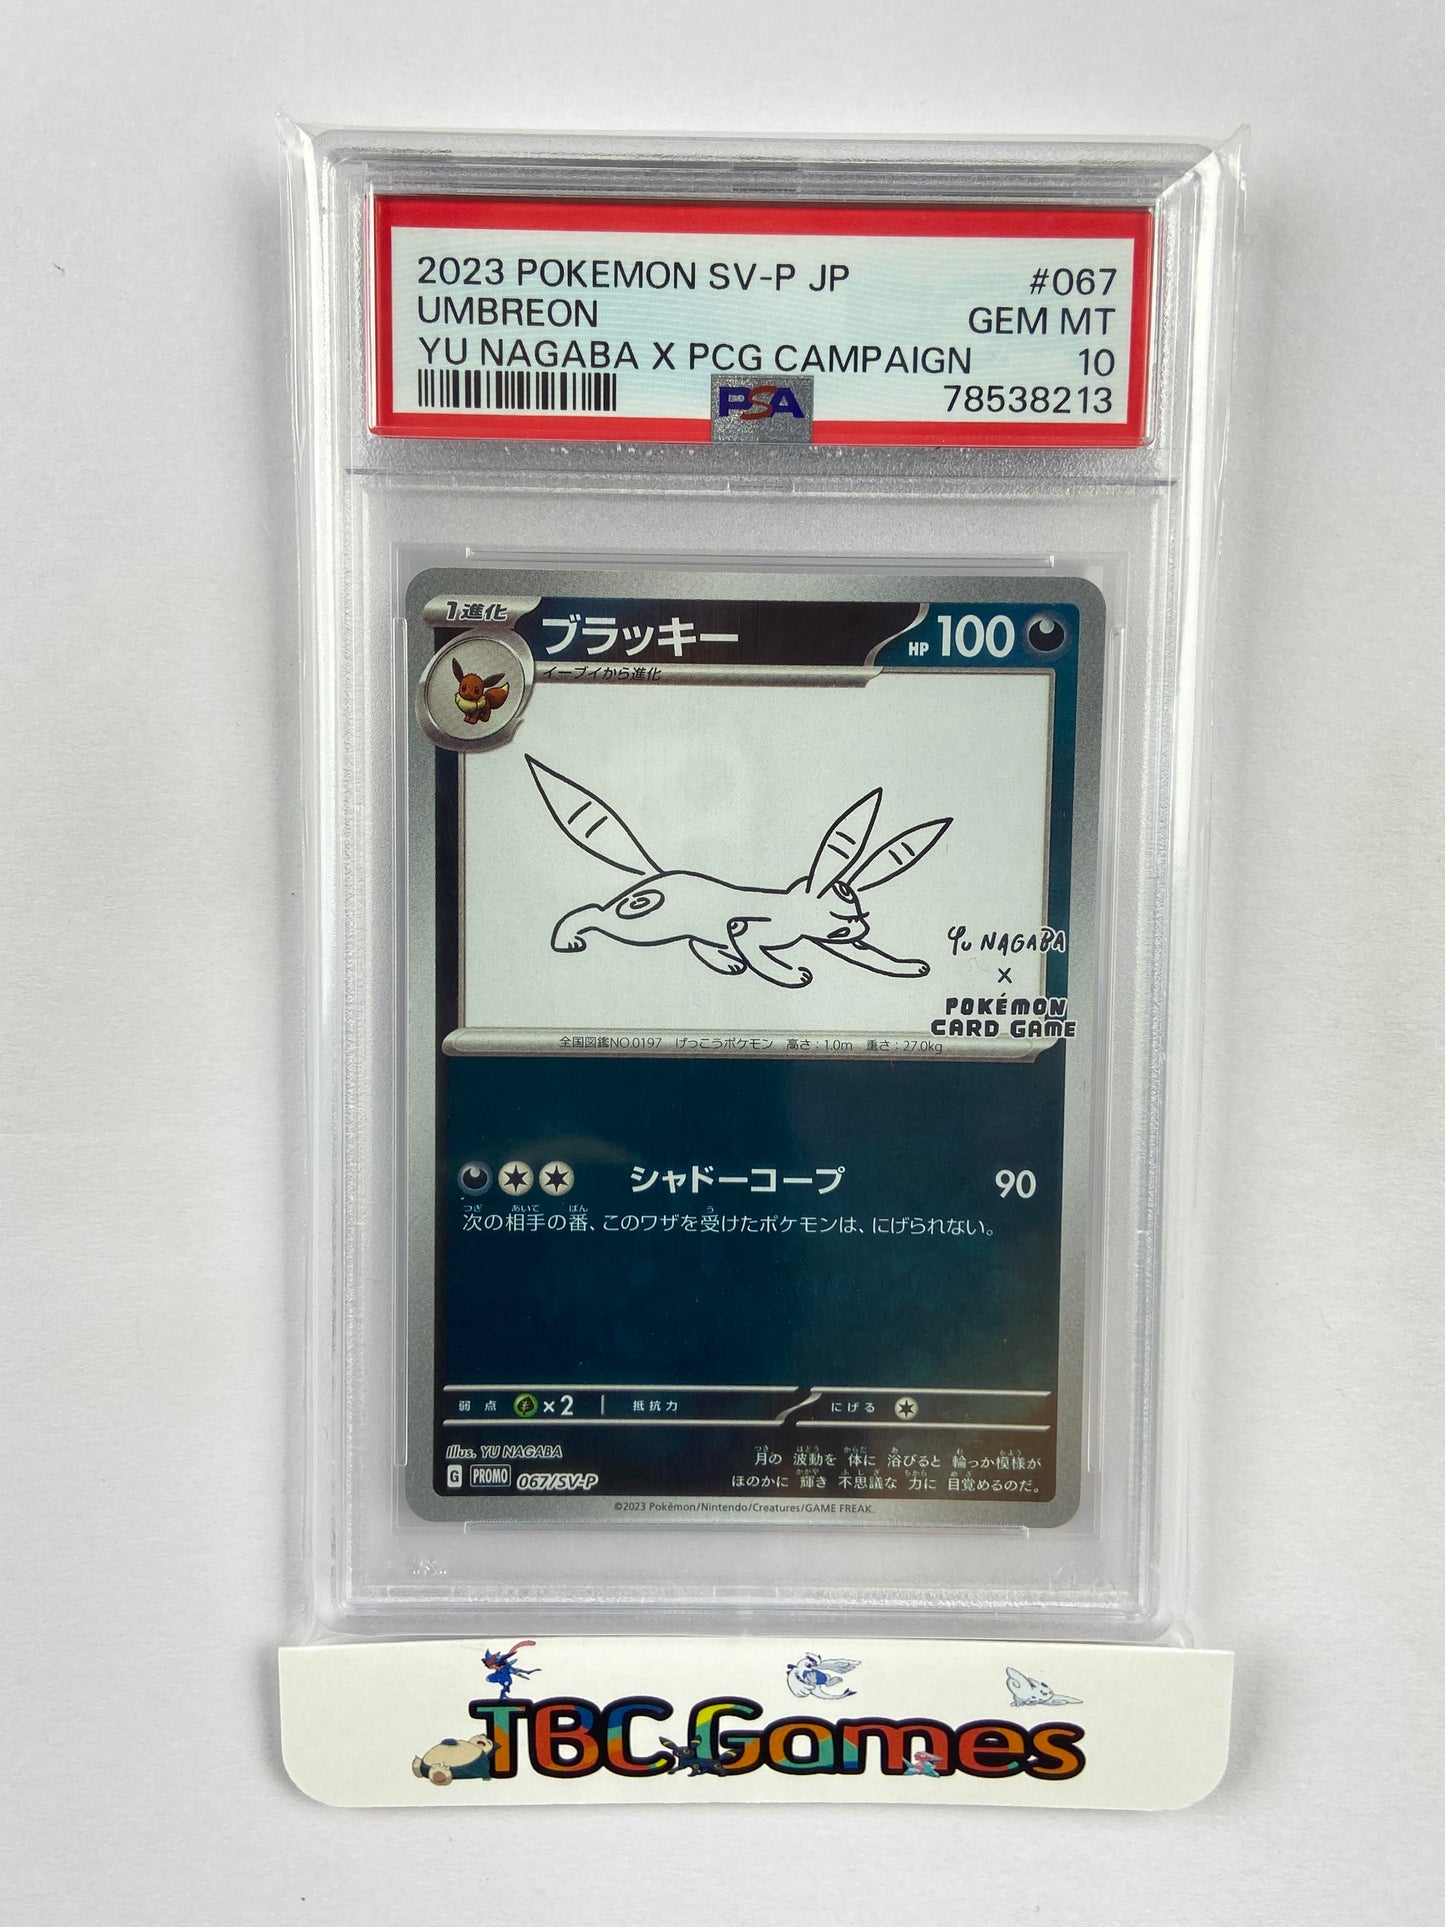 2023 POKEMON SV-P JP #067
UMBREON GEM MT
YU NAGABA X PCG CAMPAIGN 10
PSA 78538213
1進化 ブラッキー HP 100
イーブイから進化
Yu NAGABA
X
POKÉMON
CARD GAME
全国図鑑NO.0197 げっこうポケモン 高さ:1.0m 重さ:27.0kg
シャドーコープ 90
次の相手の番、このワザを受けたポケモンは、にげられない。
弱点 ×2 抵抗力 にげる
Illus. YU NAGABA
G PROMO 067/SV-P
月の波動を体に浴びると輪っか模様が
ほのかに輝き不思議な力に目覚めるのだ。
©2023 Pokémon/Nintendo/Creatures/GAME FREAK.
TBC Games